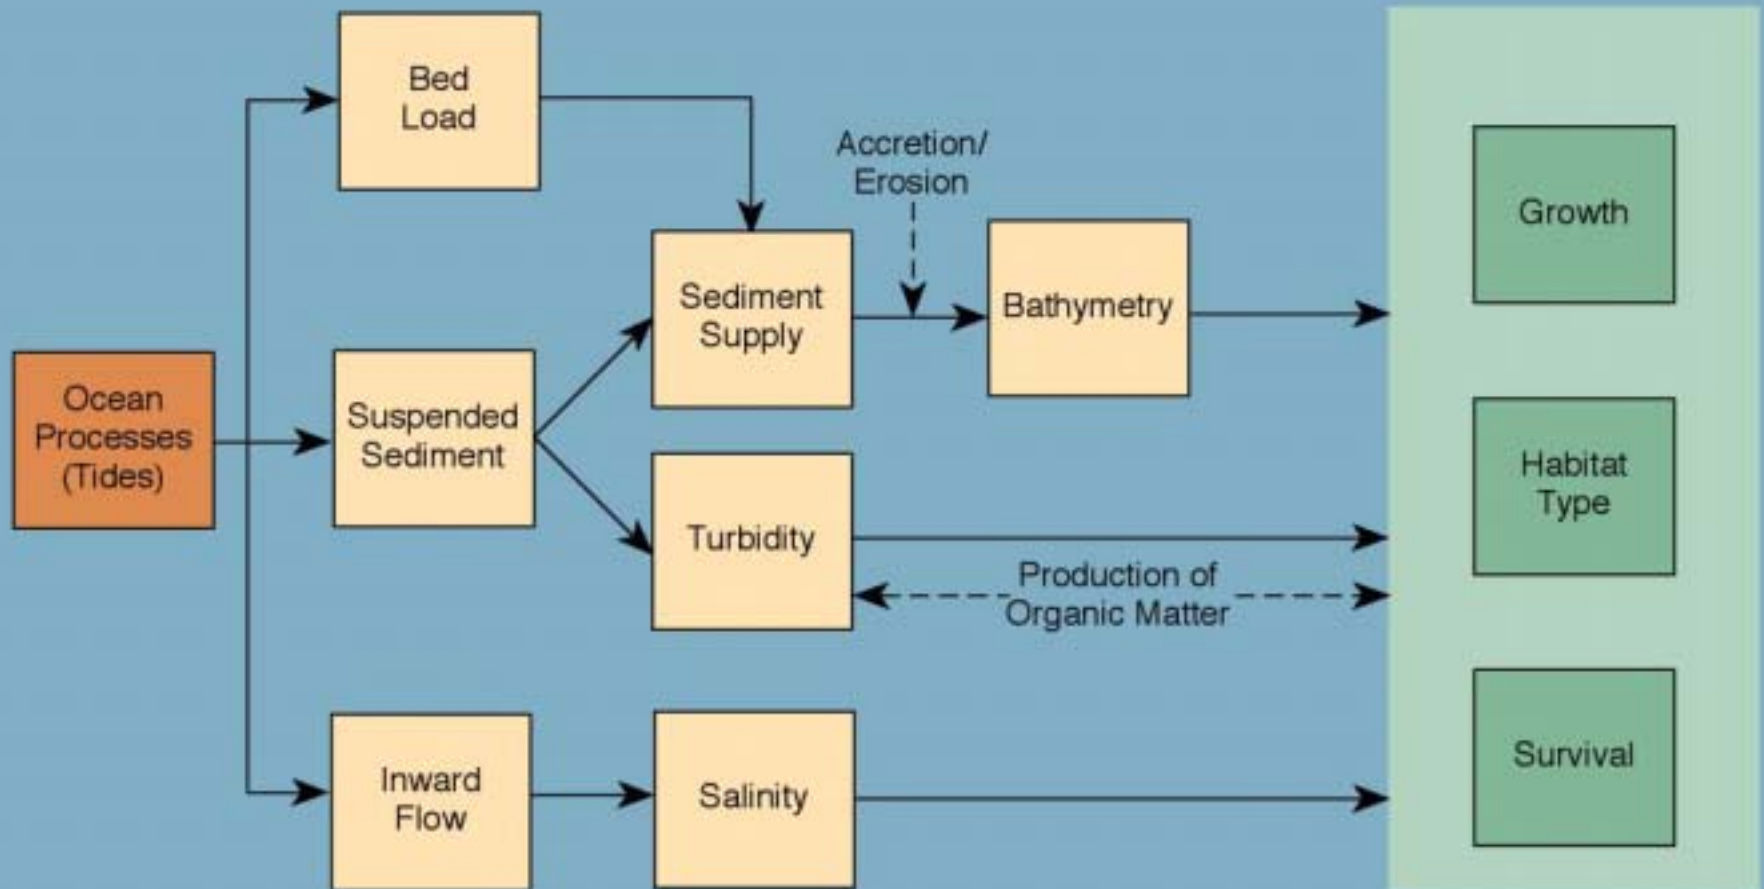 Bed
Load
Accretion/
Erosion
Growth
Sediment
Supply
Bathymetry
Ocean
Processes
(Tides)
Suspended
Sediment
Habitat
Type
Turbidity
Production of
Organic Matter
Inward
Flow
Salinity
Survival